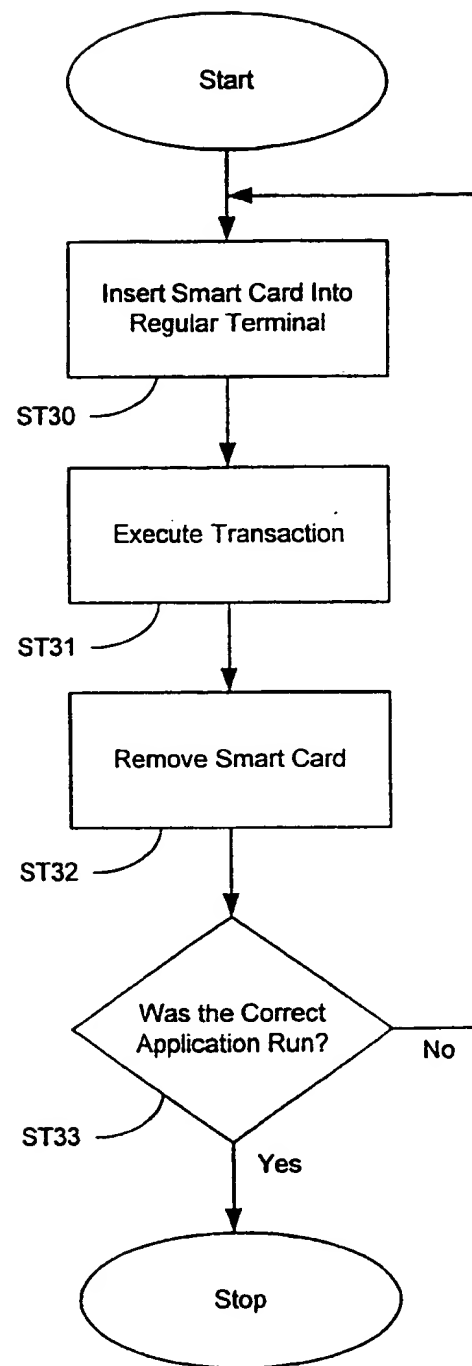 Start
Insert Smart Card Into
Regular Terminal
ST30
Execute Transaction
ST31
Remove Smart Card
ST32
Was the Correct
Application Run?
No
ST33
Yes
Stop